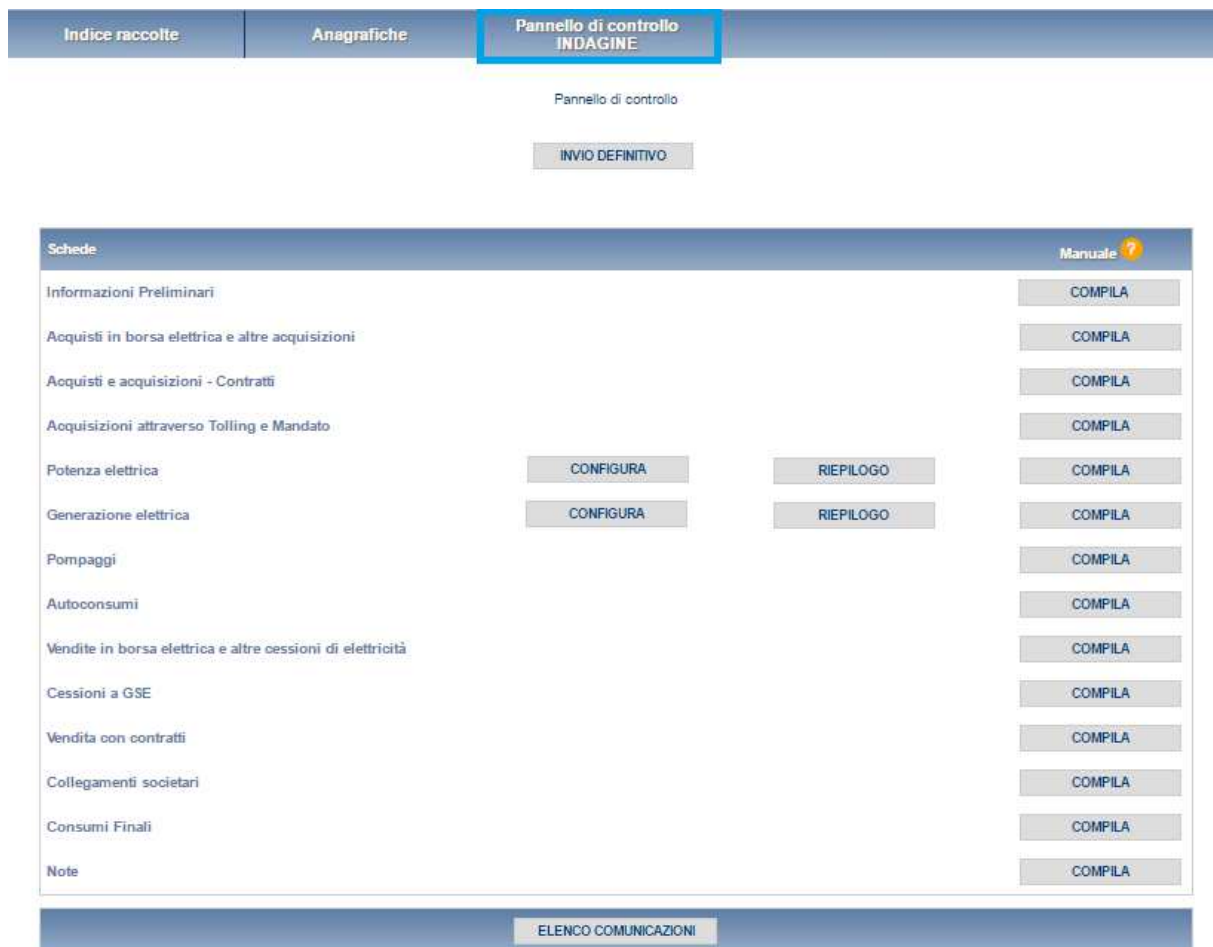 Indice raccolte Anagrafiche Pannello di controllo
INDAGINE
Pannello di controllo
INVIO DEFINITIVO
Schede Manuale ?
Informazioni Preliminari COMPILA
Acquisti in borsa elettrica e altre acquisizioni COMPILA
Acquisti e acquisizioni - Contratti COMPILA
Acquisizioni attraverso Tolling e Mandato COMPILA
Potenza elettrica CONFIGURA RIEPILOGO COMPILA
Generazione elettrica CONFIGURA RIEPILOGO COMPILA
Pompaggi COMPILA
Autoconsumi COMPILA
Vendite in borsa elettrica e altre cessioni di elettricità COMPILA
Cessioni a GSE COMPILA
Vendita con contratti COMPILA
Collegamenti societari COMPILA
Consumi Finali COMPILA
Note COMPILA
ELENCO COMUNICAZIONI